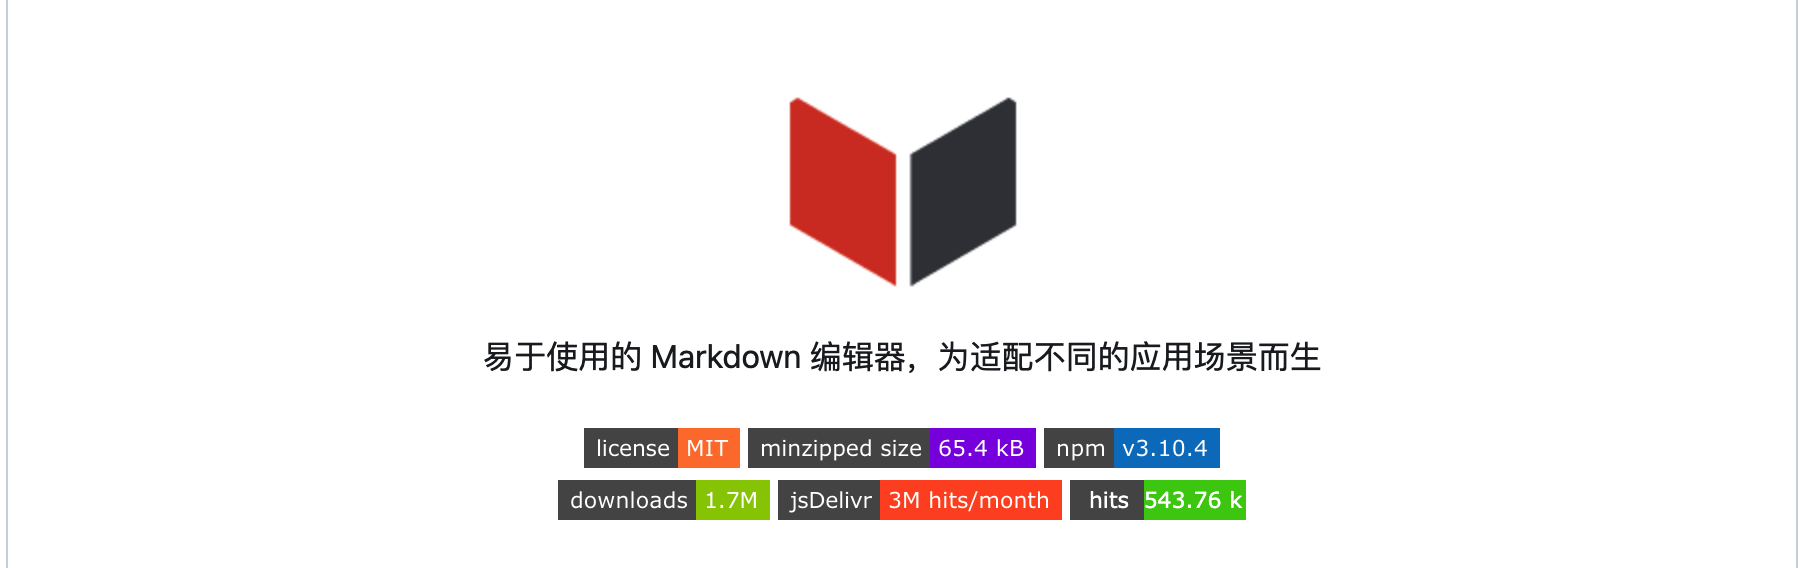 易于使用的 Markdown 编辑器，为适配不同的应用场景而生
license MIT minzipped size 65.4 kB npm v3.10.4
downloads 1.7M jsDelivr 3M hits/month hits 543.76 k